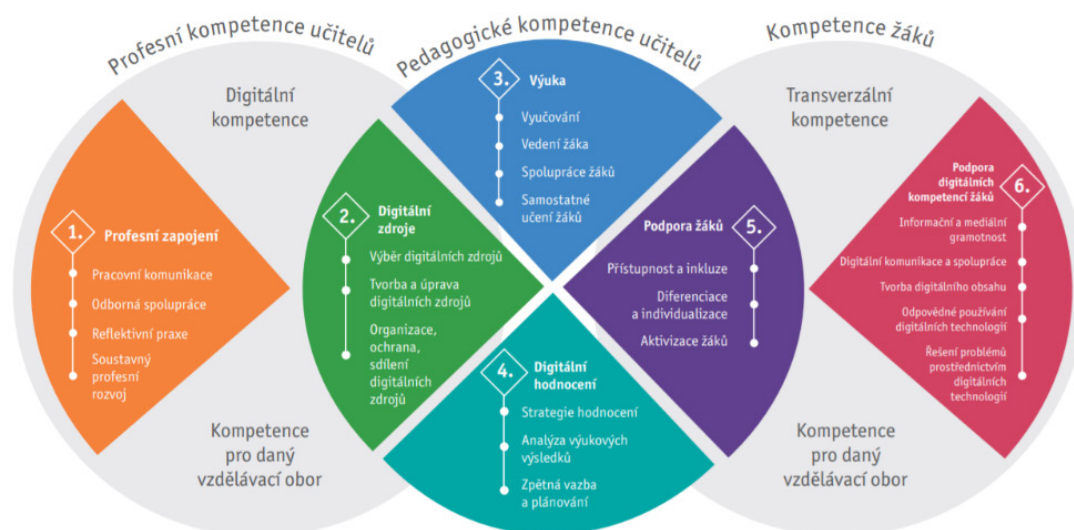 Profesní kompetence učitelů
Pedagogické kompetence učitelů
Kompetence žáků
Digitální
kompetence
Transverzální
kompetence
1.
Profesní zapojení
Pracovní komunikace
Odborná spolupráce
Reflektivní praxe
Soustavný
profesní
rozvoj
2.
Digitální
zdroje
Výběr digitálních zdrojů
Tvorba a úprava
digitálních zdrojů
Organizace,
ochrana,
sdílení
digitálních
zdrojů
3.
Výuka
Vyučování
Vedení žáka
Spolupráce žáků
Samostatné
učení žáků
4.
Digitální
hodnocení
Strategie hodnocení
Analýza výukových
výsledků
Zpětná vazba
a plánování
Podpora žáků
5.
Přístupnost a inkluze
Diferenciace
a individualizace
Aktivizace žáků
Podpora
digitálních
kompetencí žáků
6.
Informační a mediální
gramotnost
Digitální komunikace a spolupráce
Tvorba digitálního obsahu
Odpovědné používání
digitálních technologií
Řešení problémů
prostřednictvím
digitálních
technologií
Kompetence
pro daný
vzdělávací obor
Kompetence
pro daný
vzdělávací obor